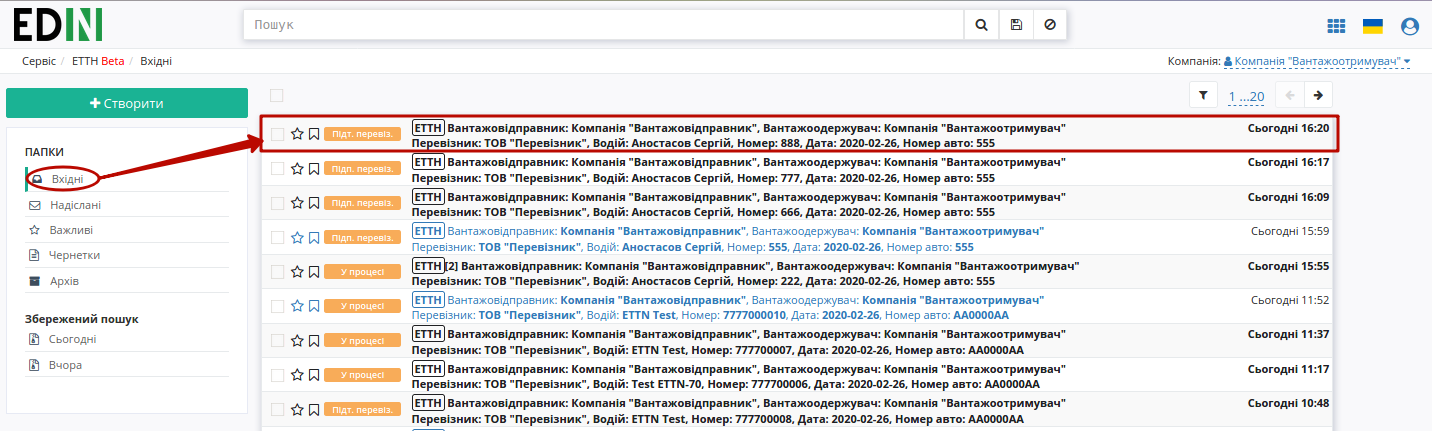 EDIN
Пошук
Сервіс / ЕТТН Beta / Вхідні
Компанія: Компанія "Вантажоотримувач"
Створити
1 ...20
ПАПКИ
Вхідні
Надіслані
Важливі
Чернетки
Архів
Збережений пошук
Сьогодні
Вчора
Підп. перевіз. ЕТТН Вантажовідправник: Компанія "Вантажовідправник", Вантажоодержувач: Компанія "Вантажоотримувач" Сьогодні 16:20
Перевізник: ТОВ "Перевізник", Водій: Аностасов Сергій, Номер: 888, Дата: 2020-02-26, Номер авто: 555
Підп. перевіз. ЕТТН Вантажовідправник: Компанія "Вантажовідправник", Вантажоодержувач: Компанія "Вантажоотримувач" Сьогодні 16:17
Перевізник: ТОВ "Перевізник", Водій: Аностасов Сергій, Номер: 777, Дата: 2020-02-26, Номер авто: 555
Підп. перевіз. ЕТТН Вантажовідправник: Компанія "Вантажовідправник", Вантажоодержувач: Компанія "Вантажоотримувач" Сьогодні 16:09
Перевізник: ТОВ "Перевізник", Водій: Аностасов Сергій, Номер: 666, Дата: 2020-02-26, Номер авто: 555
Підп. перевіз. ЕТТН Вантажовідправник: Компанія "Вантажовідправник", Вантажоодержувач: Компанія "Вантажоотримувач" Сьогодні 15:59
Перевізник: ТОВ "Перевізник", Водій: Аностасов Сергій, Номер: 555, Дата: 2020-02-26, Номер авто: 555
У процесі ЕТТН[2] Вантажовідправник: Компанія "Вантажовідправник", Вантажоодержувач: Компанія "Вантажоотримувач" Сьогодні 15:55
Перевізник: ТОВ "Перевізник", Водій: Аностасов Сергій, Номер: 222, Дата: 2020-02-26, Номер авто: 555
У процесі ЕТТН Вантажовідправник: Компанія "Вантажовідправник", Вантажоодержувач: Компанія "Вантажоотримувач" Сьогодні 11:52
Перевізник: ТОВ "Перевізник", Водій: ETTN Test, Номер: 7777000010, Дата: 2020-02-26, Номер авто: АА0000АА
У процесі ЕТТН Вантажовідправник: Компанія "Вантажовідправник", Вантажоодержувач: Компанія "Вантажоотримувач" Сьогодні 11:37
Перевізник: ТОВ "Перевізник", Водій: ETTN Test, Номер: 777700007, Дата: 2020-02-26, Номер авто: АА0000АА
У процесі ЕТТН Вантажовідправник: Компанія "Вантажовідправник", Вантажоодержувач: Компанія "Вантажоотримувач" Сьогодні 11:17
Перевізник: ТОВ "Перевізник", Водій: Test ETTN-70, Номер: 777700006, Дата: 2020-02-26, Номер авто: АА0000АА
Підп. перевіз. ЕТТН Вантажовідправник: Компанія "Вантажовідправник", Вантажоодержувач: Компанія "Вантажоотримувач" Сьогодні 10:48
Перевізник: ТОВ "Перевізник", Водій: ETTN Test, Номер: 777700008, Дата: 2020-02-26, Номер авто: АА0000АА